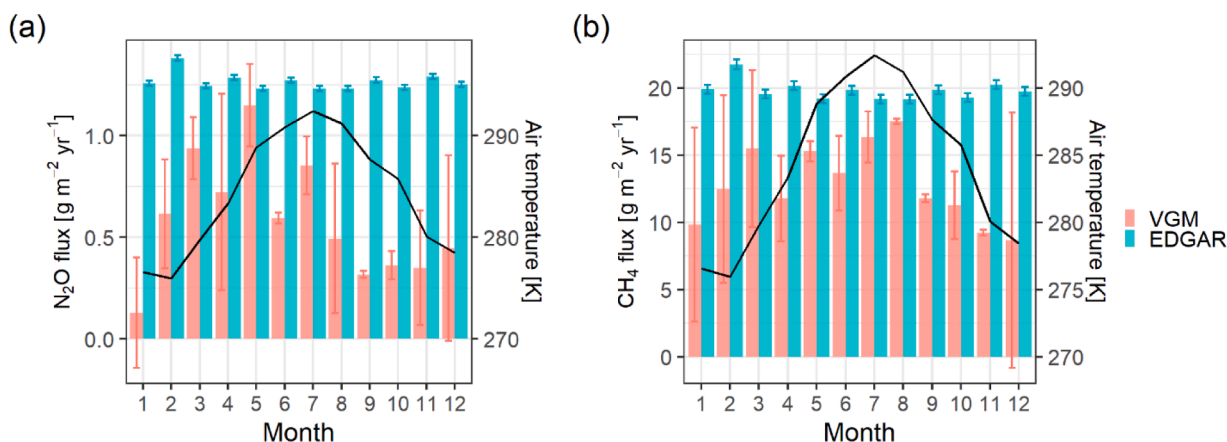 (a)
N₂O flux [g m⁻² yr⁻¹]
1.0
0.5
0.0
290
280
270
Air temperature [K]
1 2 3 4 5 6 7 8 9 10 11 12
Month
(b)
CH₄ flux [g m⁻² yr⁻¹]
20
15
10
5
0
290
285
280
275
270
Air temperature [K]
1 2 3 4 5 6 7 8 9 10 11 12
Month
VGM
EDGAR